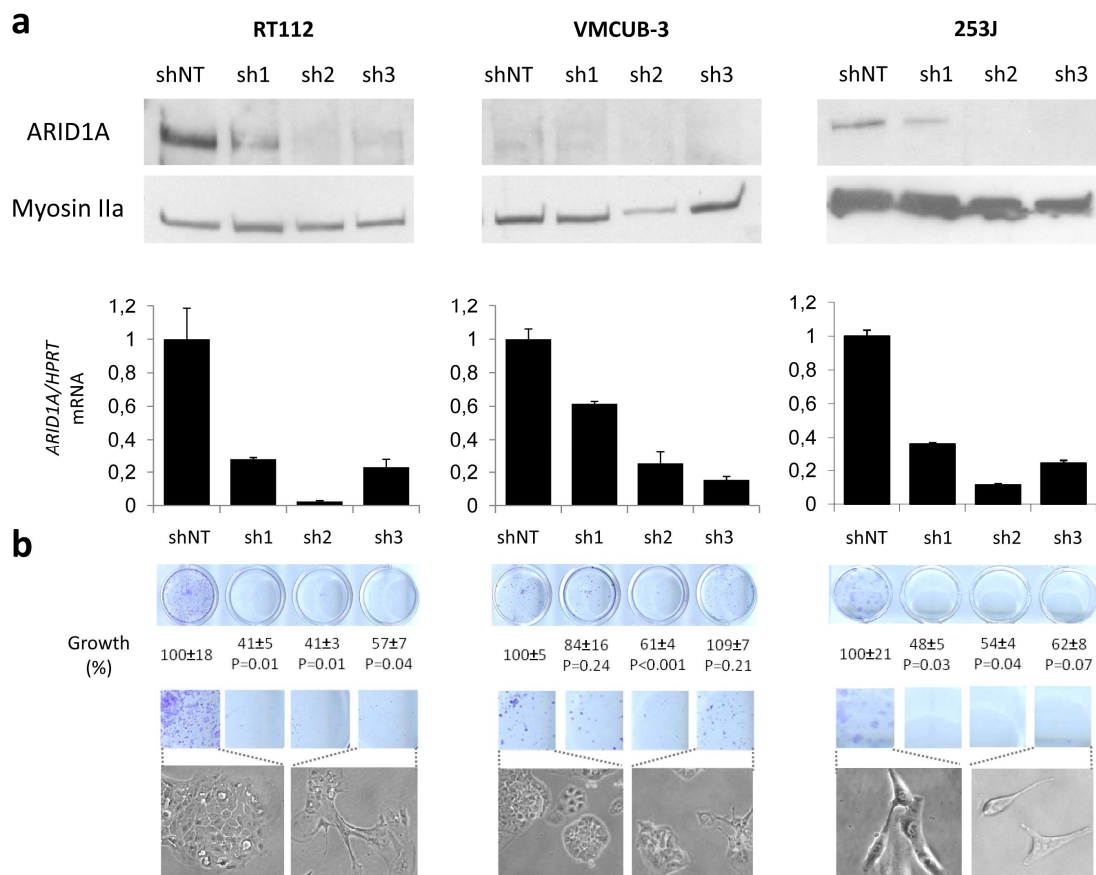 a
RT112 VMCUB-3 253J
shNT sh1 sh2 sh3 shNT sh1 sh2 sh3 shNT sh1 sh2 sh3
ARID1A
Myosin IIa
1,2 1,2 1,2
1 1 1
0,8 0,8 0,8
0,6 0,6 0,6
0,4 0,4 0,4
0,2 0,2 0,2
0 0 0
ARID1A/HPRT
mRNA
b
shNT sh1 sh2 sh3 shNT sh1 sh2 sh3 shNT sh1 sh2 sh3
Growth
(%)
100±18 41±5 41±3 57±7 100±5 84±16 61±4 109±7 100±21 48±5 54±4 62±8
P=0.01 P=0.01 P=0.04 P=0.24 P<0.001 P=0.21 P=0.03 P=0.04 P=0.07